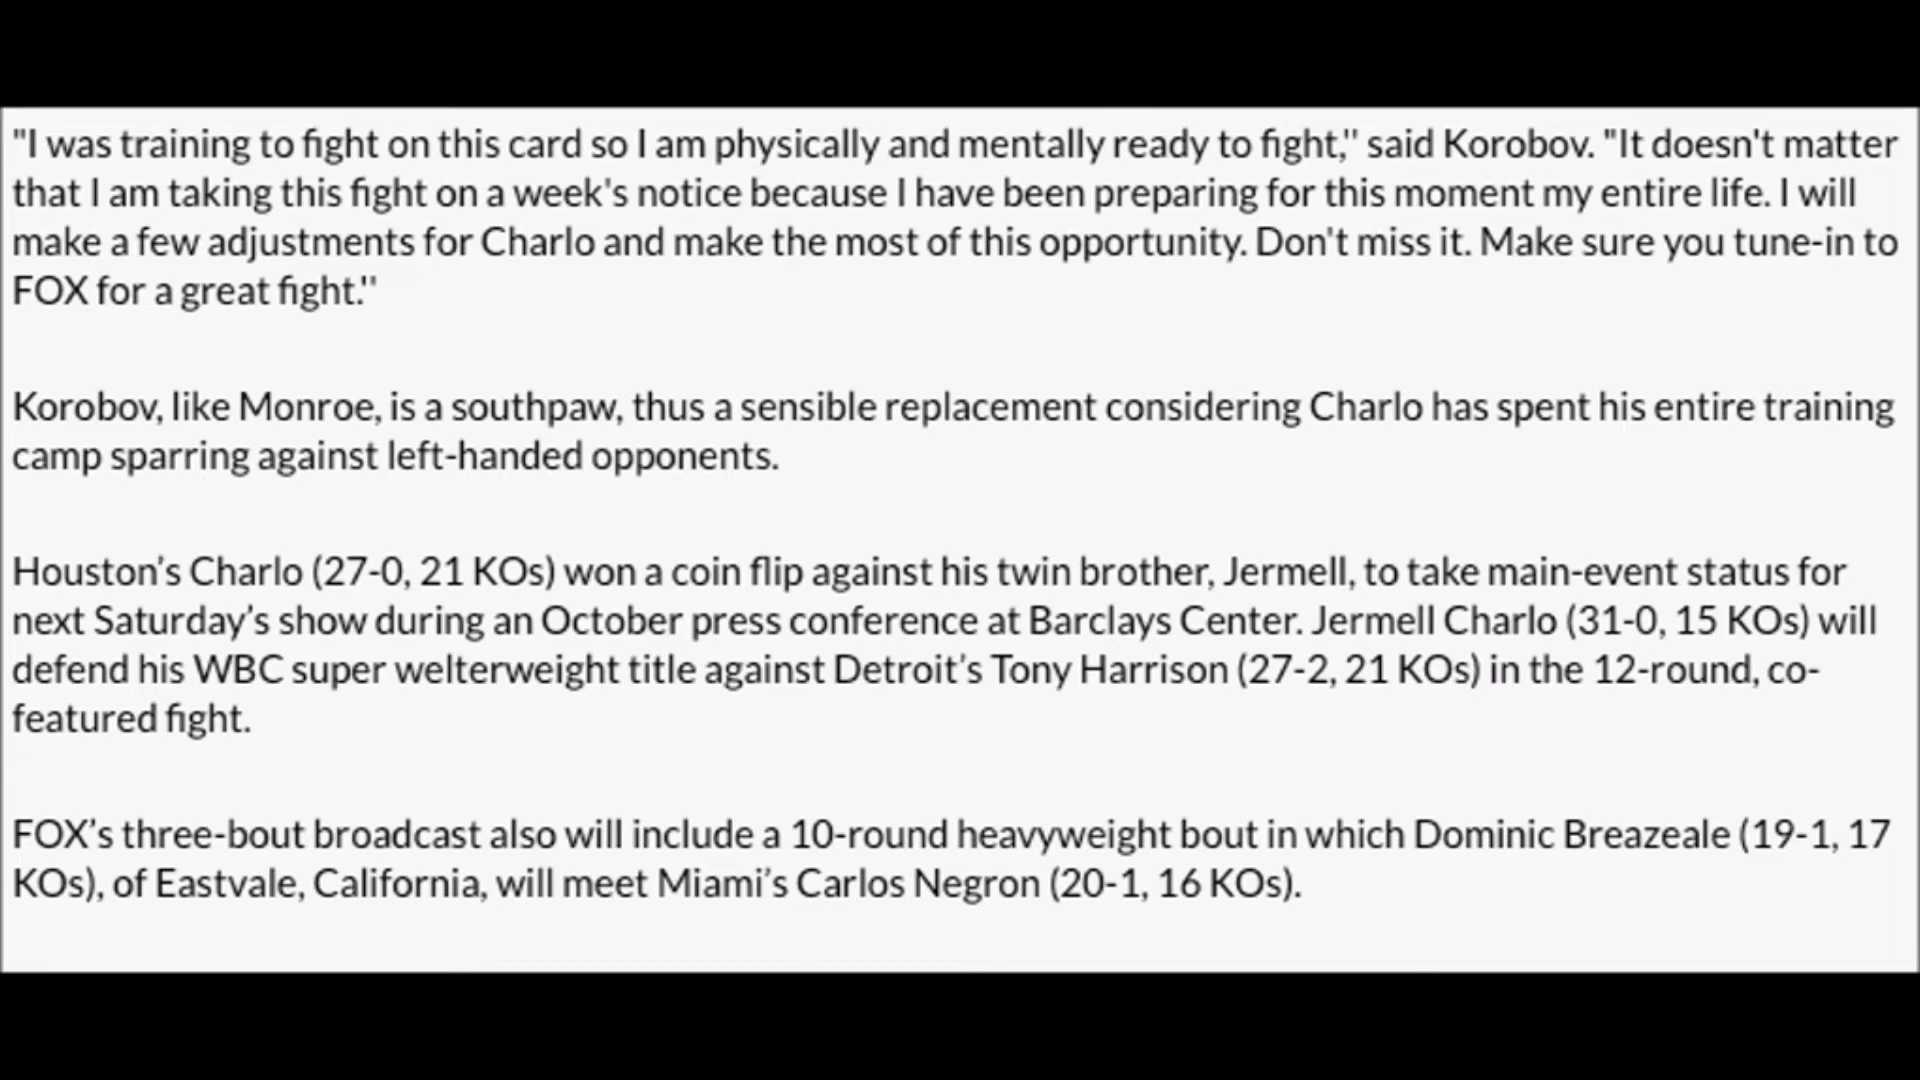 "I was training to fight on this card so I am physically and mentally ready to fight,'' said Korobov. "It doesn't matter
that I am taking this fight on a week's notice because I have been preparing for this moment my entire life. I will
make a few adjustments for Charlo and make the most of this opportunity. Don't miss it. Make sure you tune-in to
FOX for a great fight.''
Korobov, like Monroe, is a southpaw, thus a sensible replacement considering Charlo has spent his entire training
camp sparring against left-handed opponents.
Houston’s Charlo (27-0, 21 KOs) won a coin flip against his twin brother, Jermell, to take main-event status for
next Saturday’s show during an October press conference at Barclays Center. Jermell Charlo (31-0, 15 KOs) will
defend his WBC super welterweight title against Detroit’s Tony Harrison (27-2, 21 KOs) in the 12-round, co-
featured fight.
FOX’s three-bout broadcast also will include a 10-round heavyweight bout in which Dominic Breazeale (19-1, 17
KOs), of Eastvale, California, will meet Miami’s Carlos Negron (20-1, 16 KOs).